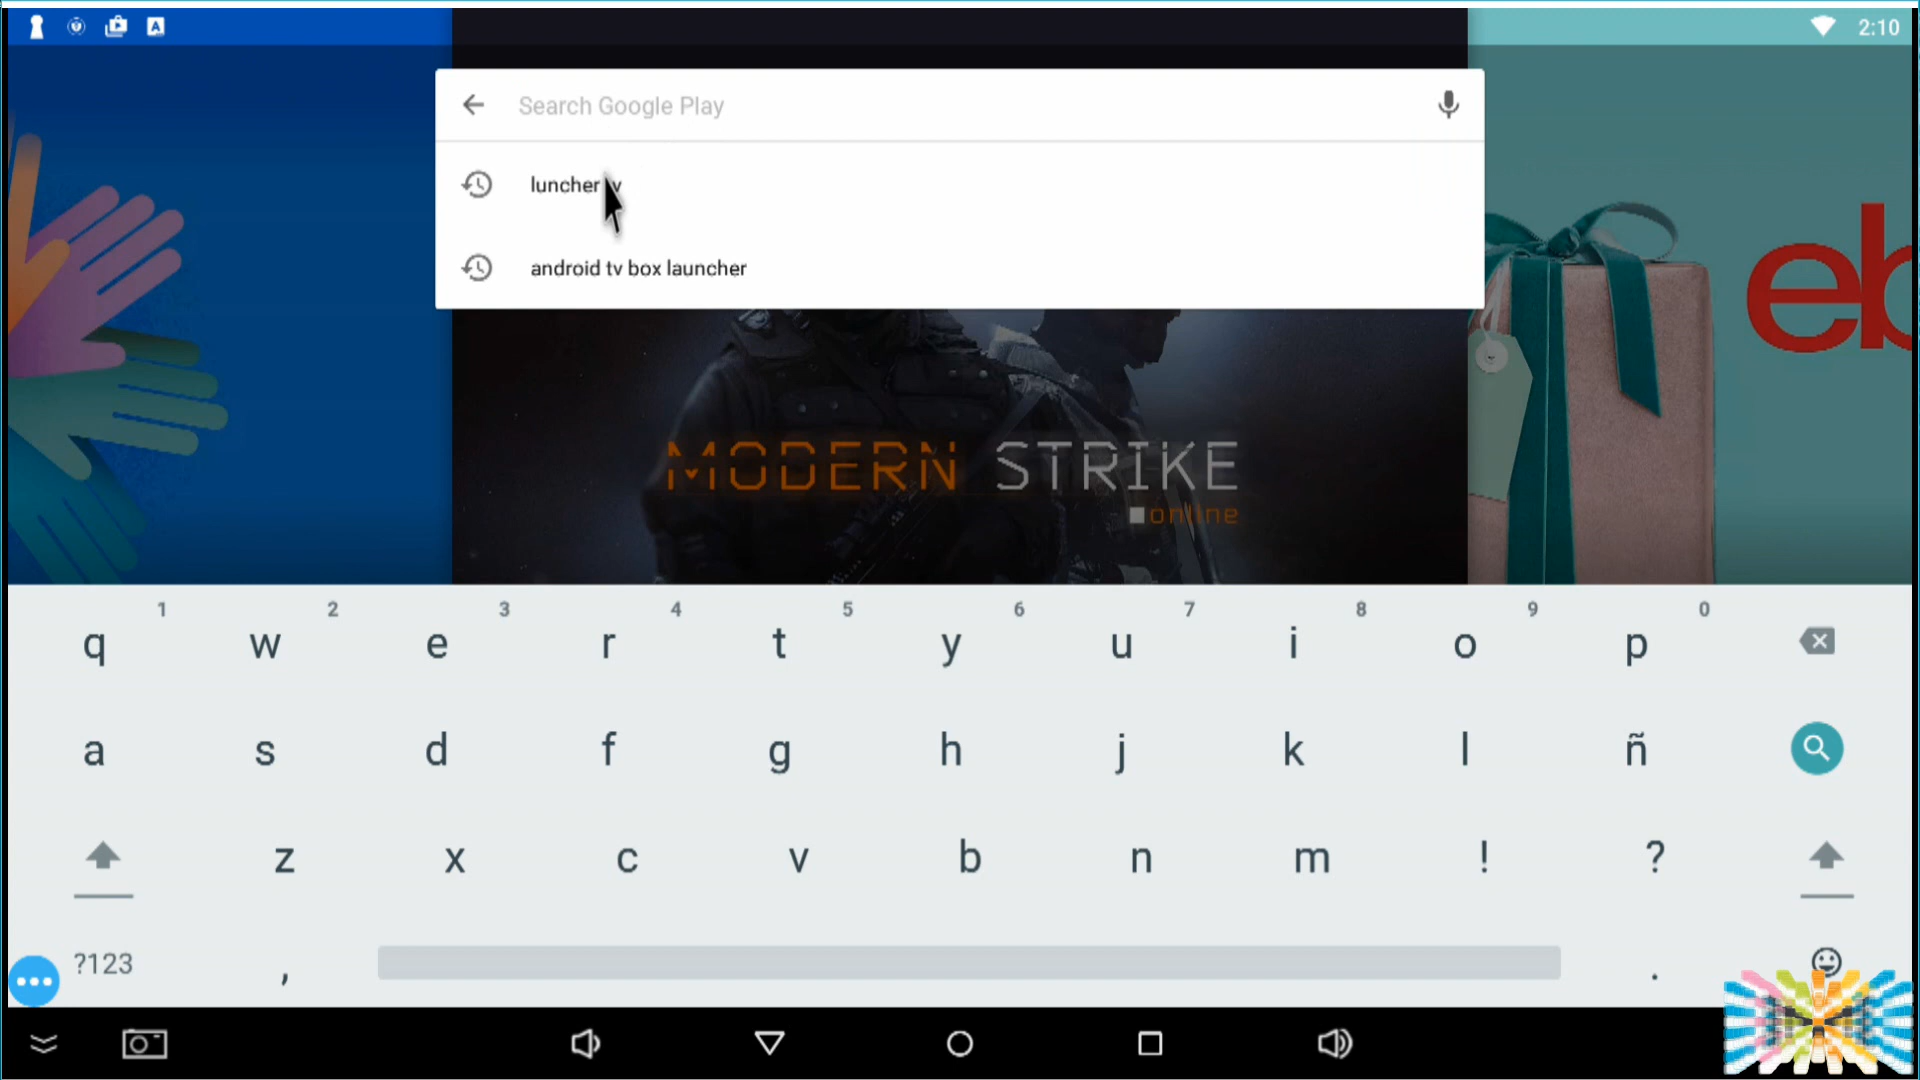 2:10
Search Google Play
luncher
android tv box launcher
eb
MODERN STRIKE
online
1 2 3 4 5 6 7 8 9 0
q w e r t y u i o p
a s d f g h j k l ñ
z x c v b n m ! ?
?123 , .